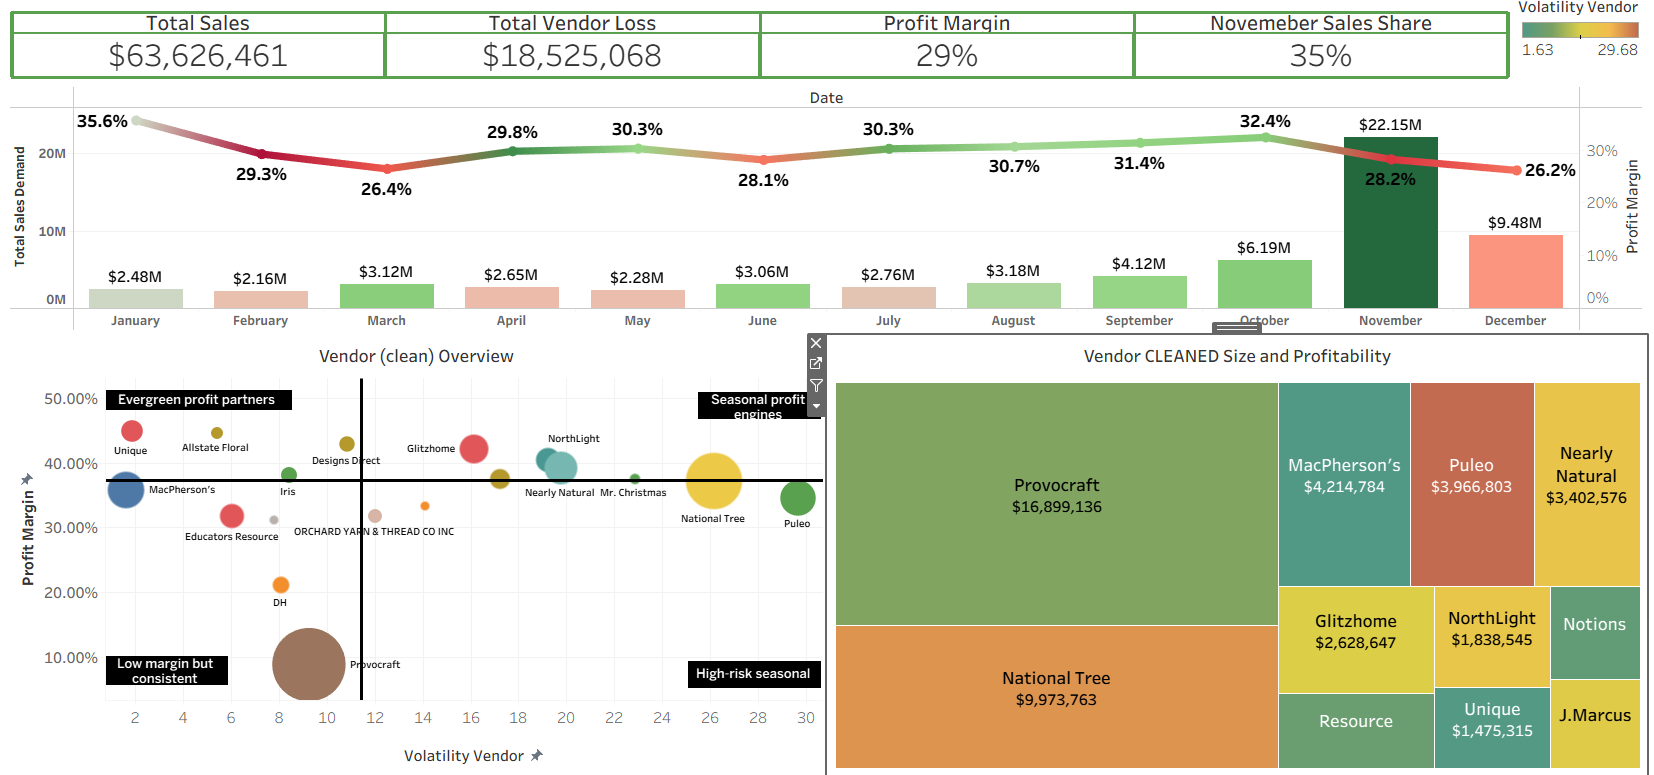 Total Sales
Total Vendor Loss
Profit Margin
Novemeber Sales Share
$63,626,461
$18,525,068
29%
35%
Volatility Vendor
1.63
29.68
Date
Total Sales Demand
20M
10M
0M
35.6%
29.3%
26.4%
29.8%
30.3%
28.1%
30.3%
30.7%
31.4%
32.4%
28.2%
26.2%
$2.48M
$2.16M
$3.12M
$2.65M
$2.28M
$3.06M
$2.76M
$3.18M
$4.12M
$6.19M
$22.15M
$9.48M
30%
20%
10%
0%
Profit Margin
January
February
March
April
May
June
July
August
September
October
November
December
Vendor (clean) Overview
Profit Margin
50.00%
40.00%
30.00%
20.00%
10.00%
Evergreen profit partners
Seasonal profit
engines
Unique
Allstate Floral
Designs Direct
Glitzhome
NorthLight
MacPherson's
Iris
Nearly Natural
Mr. Christmas
National Tree
Puleo
Educators Resource
ORCHARD YARN & THREAD CO INC
DH
Provocraft
Low margin but
consistent
High-risk seasonal
2
4
6
8
10
12
14
16
18
20
22
24
26
28
30
Volatility Vendor
Vendor CLEANED Size and Profitability
Provocraft
$16,899,136
National Tree
$9,973,763
MacPherson's
$4,214,784
Puleo
$3,966,803
Nearly
Natural
$3,402,576
Glitzhome
$2,628,647
NorthLight
$1,838,545
Notions
Resource
Unique
$1,475,315
J.Marcus